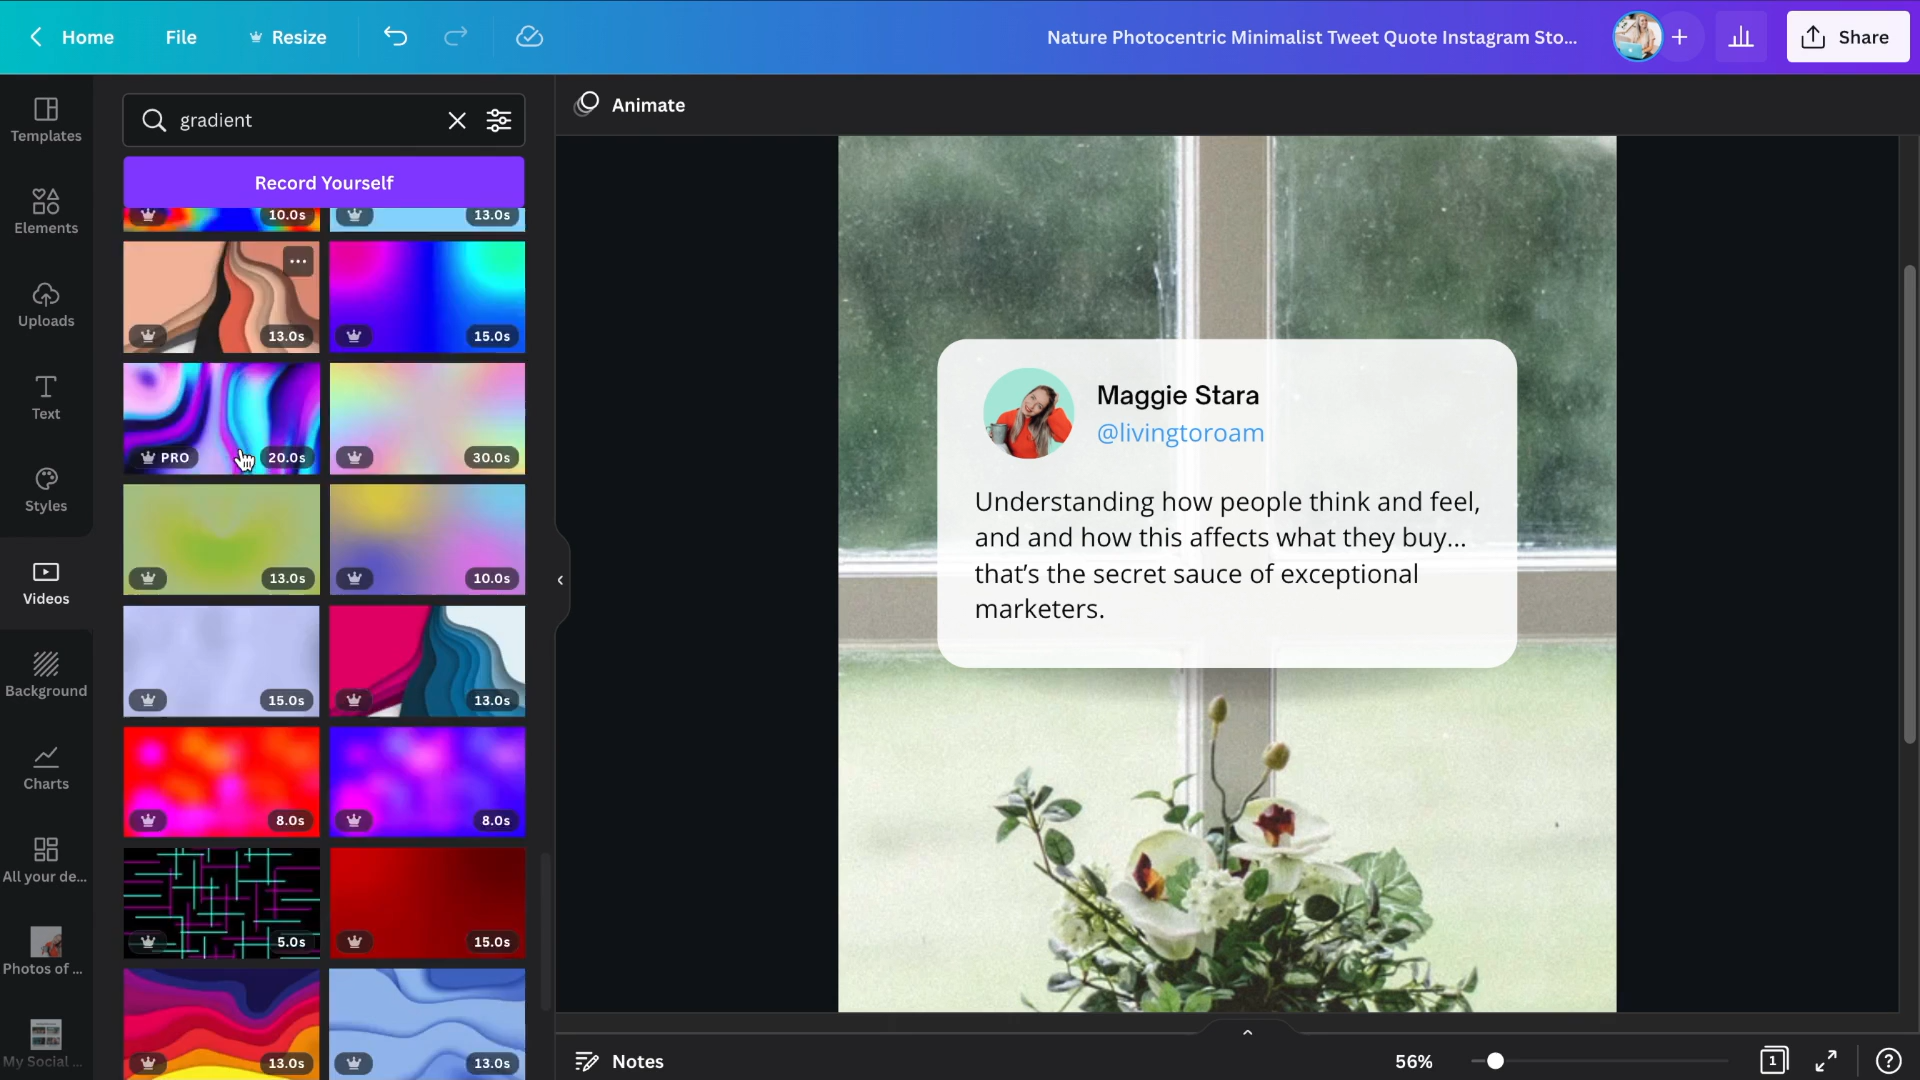 Home
File
Resize
Nature Photocentric Minimalist Tweet Quote Instagram Sto...
Share
Templates
Elements
Uploads
Text
Styles
Videos
Background
Charts
All your de...
Photos of ...
My Social ...
gradient
Record Yourself
10.0s
13.0s
13.0s
15.0s
PRO
20.0s
30.0s
13.0s
10.0s
15.0s
13.0s
8.0s
8.0s
5.0s
15.0s
13.0s
13.0s
Animate
Maggie Stara
@livingtoroam
Understanding how people think and feel,
and and how this affects what they buy...
that's the secret sauce of exceptional
marketers.
Notes
56%
1